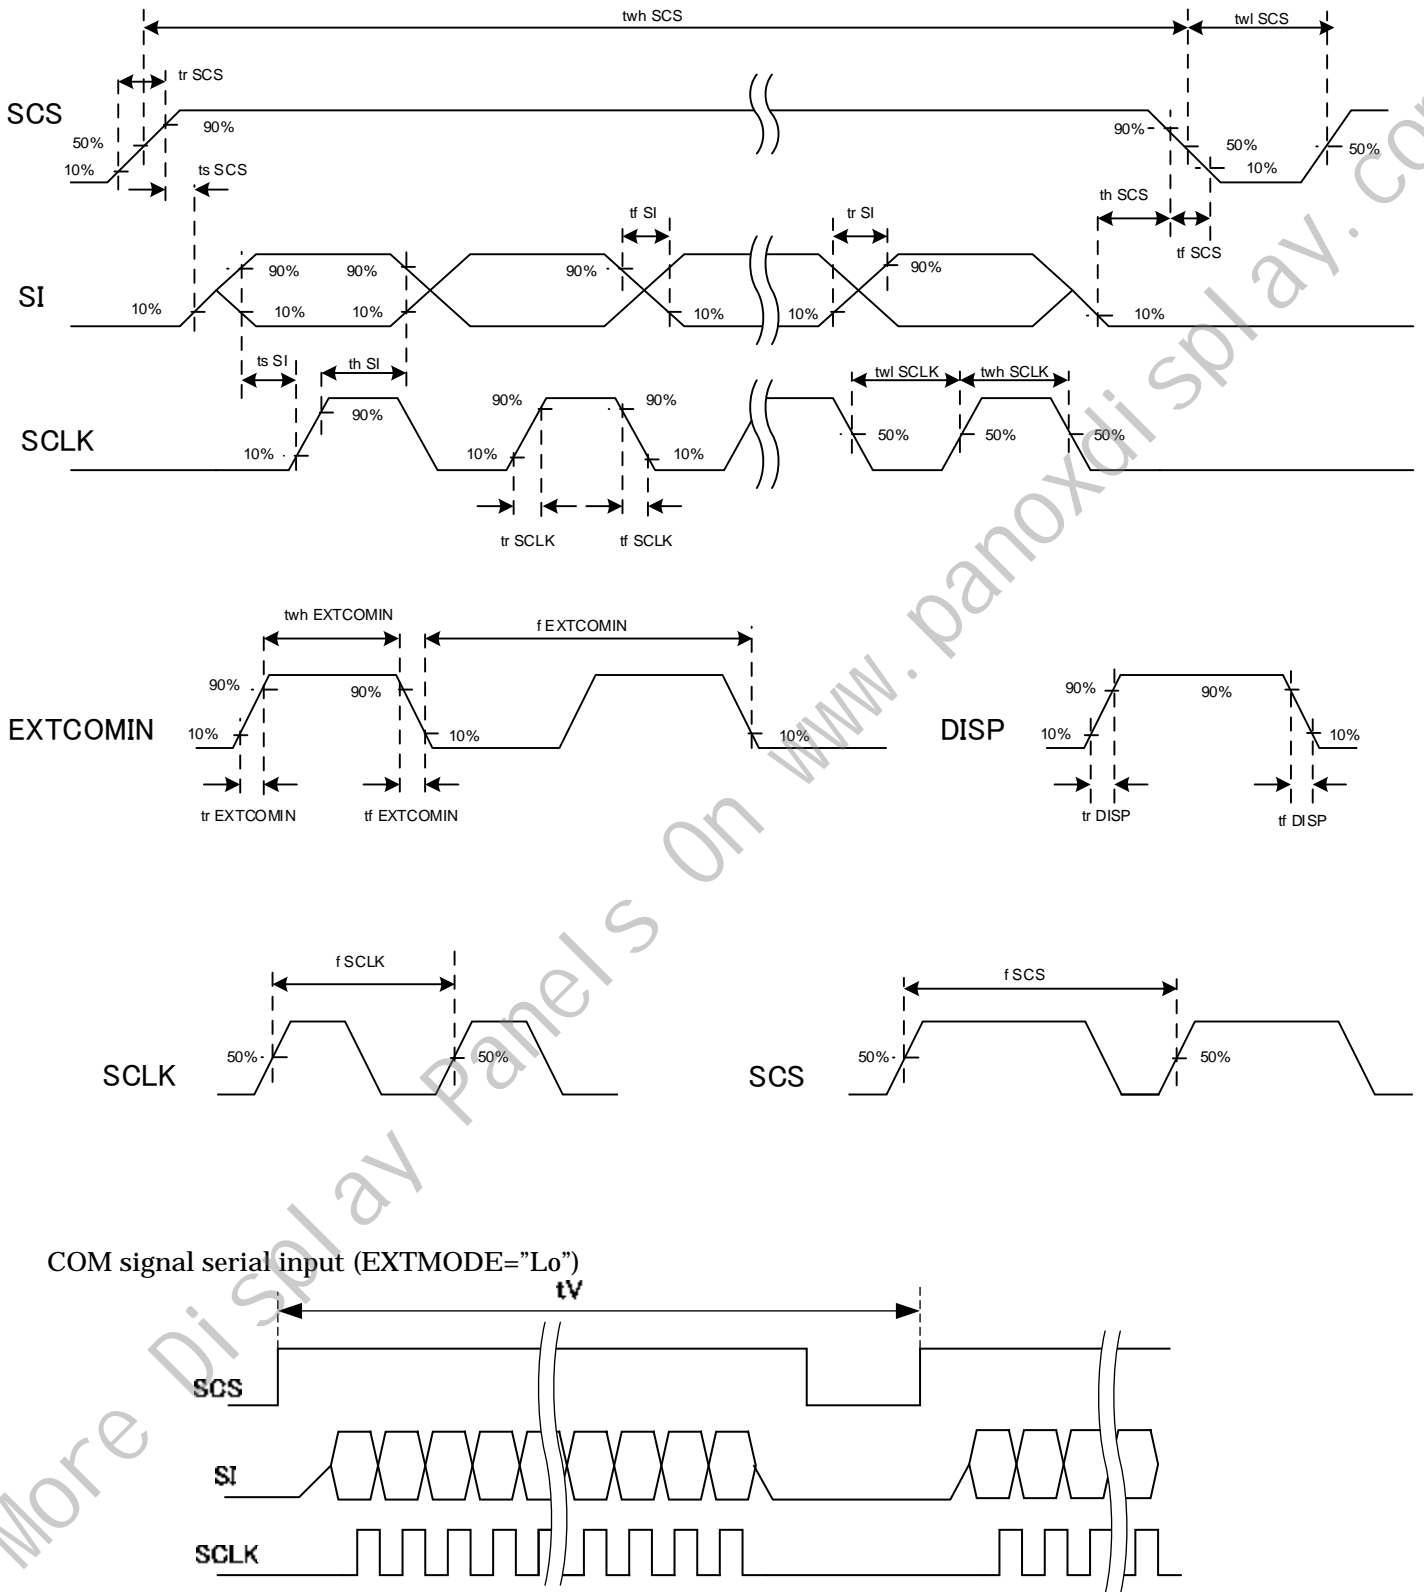 twh SCS
twl SCS
tr SCS
SCS
90%
50%
10%
90%
50%
10%
50%
ts SCS
th SCS
tf SCS
tf SI
tr SI
SI
90%
90%
90%
90%
10%
10%
10%
10%
10%
10%
ts SI
th SI
twl SCLK
twh SCLK
SCLK
90%
90%
90%
10%
10%
10%
50%
50%
50%
tr SCLK
tf SCLK
twh EXTCOMIN
f EXTCOMIN
EXTCOMIN
90%
90%
10%
10%
10%
tr EXTCOMIN
tf EXTCOMIN
DISP
90%
90%
10%
10%
tr DISP
tf DISP
f SCLK
SCLK
50%
50%
f SCS
SCS
50%
50%
COM signal serial input (EXTMODE="Lo")
tV
SCS
SI
SCLK
More Display Panels On www.panoxdisplay.co